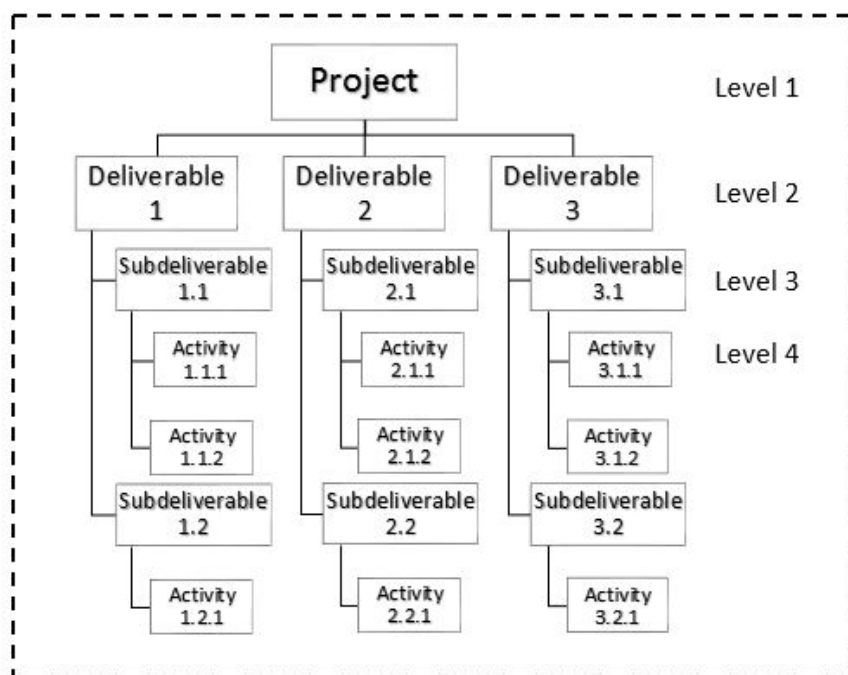 Project
Level 1
Deliverable
1
Deliverable
2
Deliverable
3
Level 2
Subdeliverable
1.1
Subdeliverable
2.1
Subdeliverable
3.1
Level 3
Activity
1.1.1
Activity
2.1.1
Activity
3.1.1
Level 4
Activity
1.1.2
Activity
2.1.2
Activity
3.1.2
Subdeliverable
1.2
Subdeliverable
2.2
Subdeliverable
3.2
Activity
1.2.1
Activity
2.2.1
Activity
3.2.1